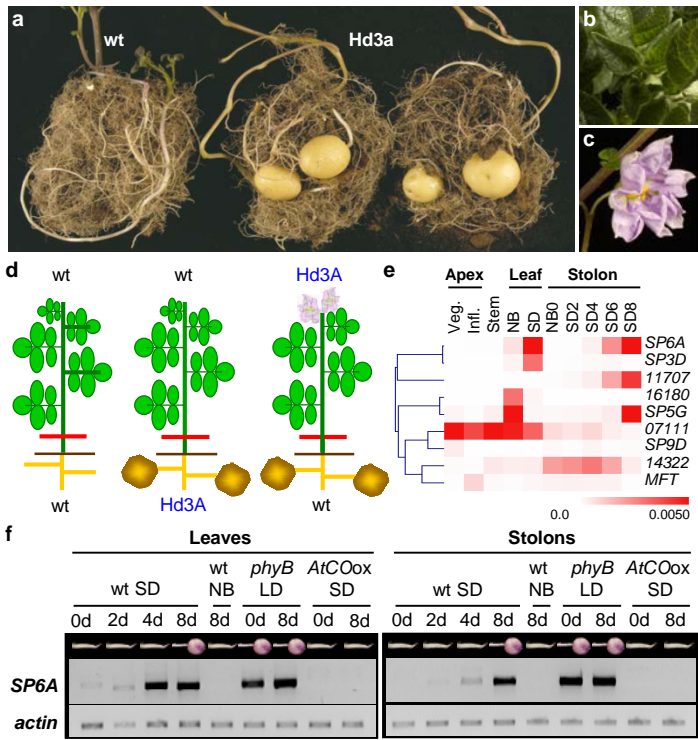 a
wt
Hd3a
b
c
d
wt
wt
Hd3A
wt
Hd3A
wt
e
Apex Leaf Stolon
Veg. Infl. Stem NB SD NB0 SD2 SD4 SD6 SD8
SP6A
SP3D
11707
16180
SP5G
07111
SP9D
14322
MFT
0.0 0.0050
f
Leaves Stolons
wt SD wt NB phyB LD AtCOox SD wt SD wt NB phyB LD AtCOox SD
0d 2d 4d 8d 8d 0d 8d 0d 8d 0d 2d 4d 8d 8d 0d 8d 0d 8d
SP6A
actin